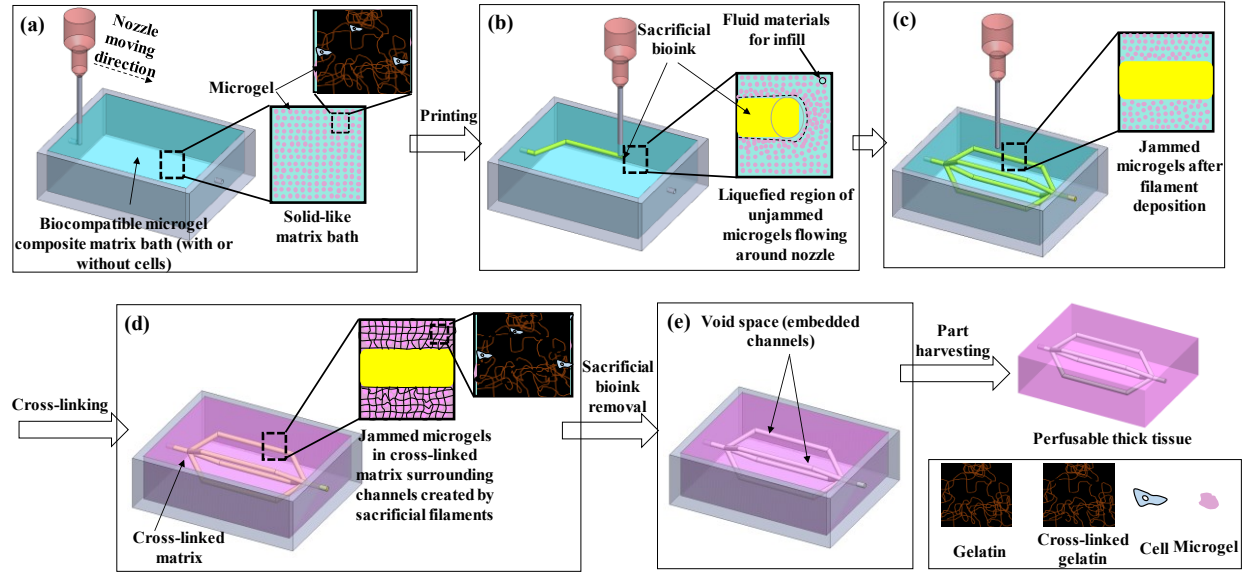 (a)
Nozzle
moving
direction
Microgel
Biocompatible microgel
composite matrix bath (with or
without cells)
Solid-like
matrix bath
Printing
(b)
Sacrificial
bioink
Fluid materials
for infill
Liquefied region of
unjammed
microgels flowing
around nozzle
(c)
Jammed
microgels after
filament
deposition
Cross-linking
(d)
Cross-linked
matrix
Jammed microgels
in cross-linked
matrix surrounding
channels created by
sacrificial filaments
Sacrificial
bioink
removal
(e)
Void space (embedded
channels)
Part
harvesting
Perfusable thick tissue
Gelatin
Cross-linked
gelatin
Cell
Microgel